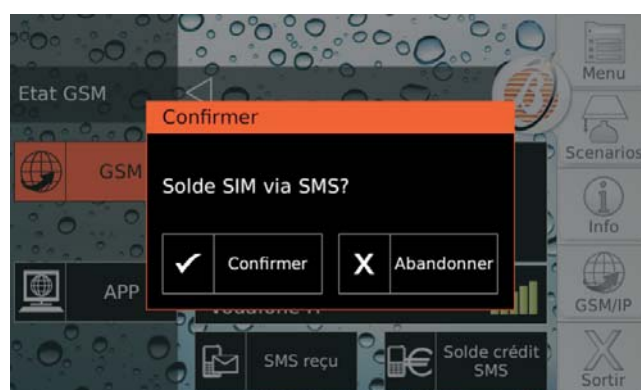 Etat GSM
Menu
Confirmer
Scenarios
GSM
Solde SIM via SMS?
Info
Confirmer
X Abandonner
APP
GSM/IP
SMS reçu
Solde crédit
SMS
Sortir